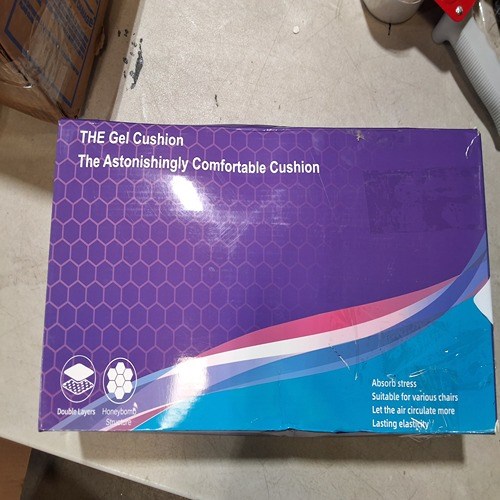 THE Gel Cushion
The Astonishingly Comfortable Cushion
Double Layers
Honeybomb
Structure
Absorb stress
Suitable for various chairs
Let the air circulate more
Lasting elasticity